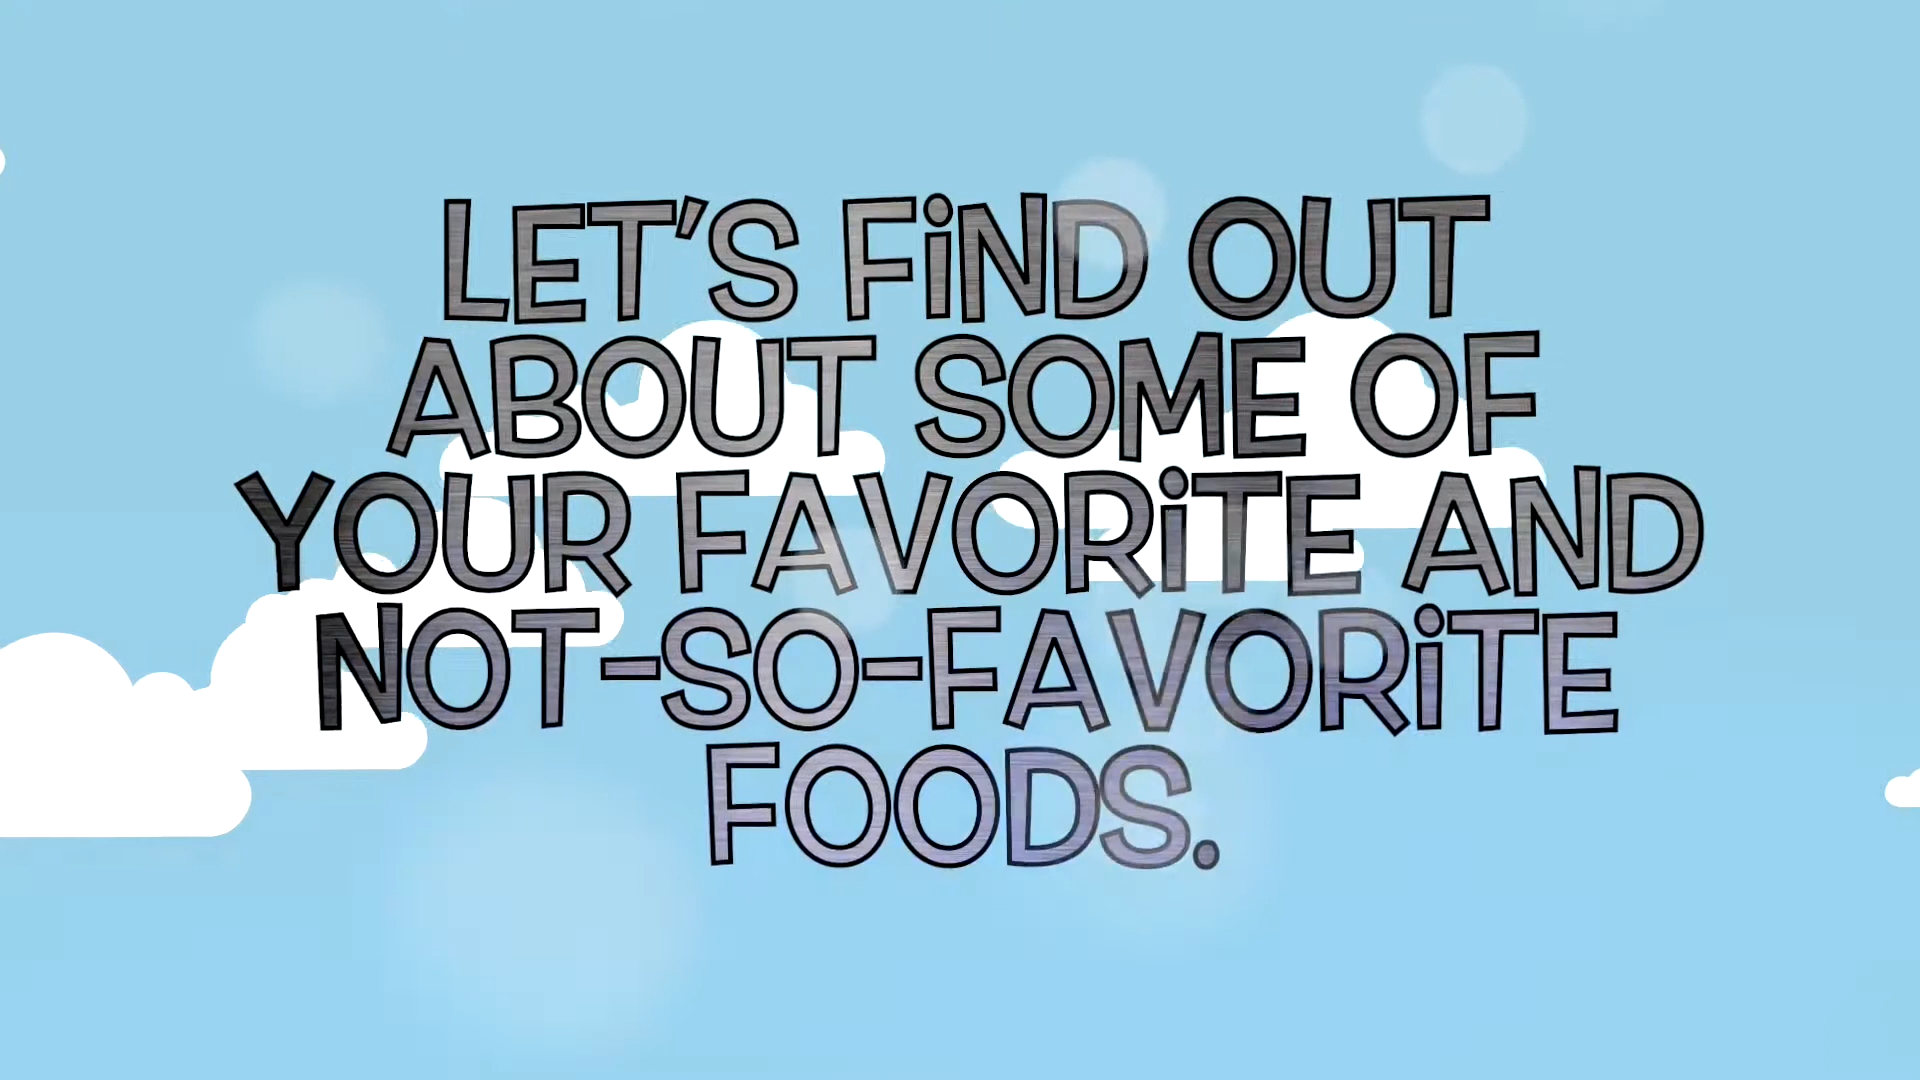 LET'S FiND OUT
ABOUT SOME OF
YOUR FAVORiTE AND
NOT-SO-FAVORiTE
FOODS.